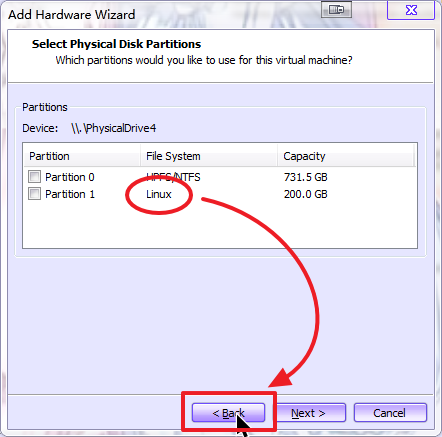 Add Hardware Wizard
Select Physical Disk Partitions
Which partitions would you like to use for this virtual machine?
Partitions
Device: \\.\PhysicalDrive4
Partition File System Capacity
Partition 0 HPFS/NTFS 731.5 GB
Partition 1 Linux 200.0 GB
< Back Next > Cancel